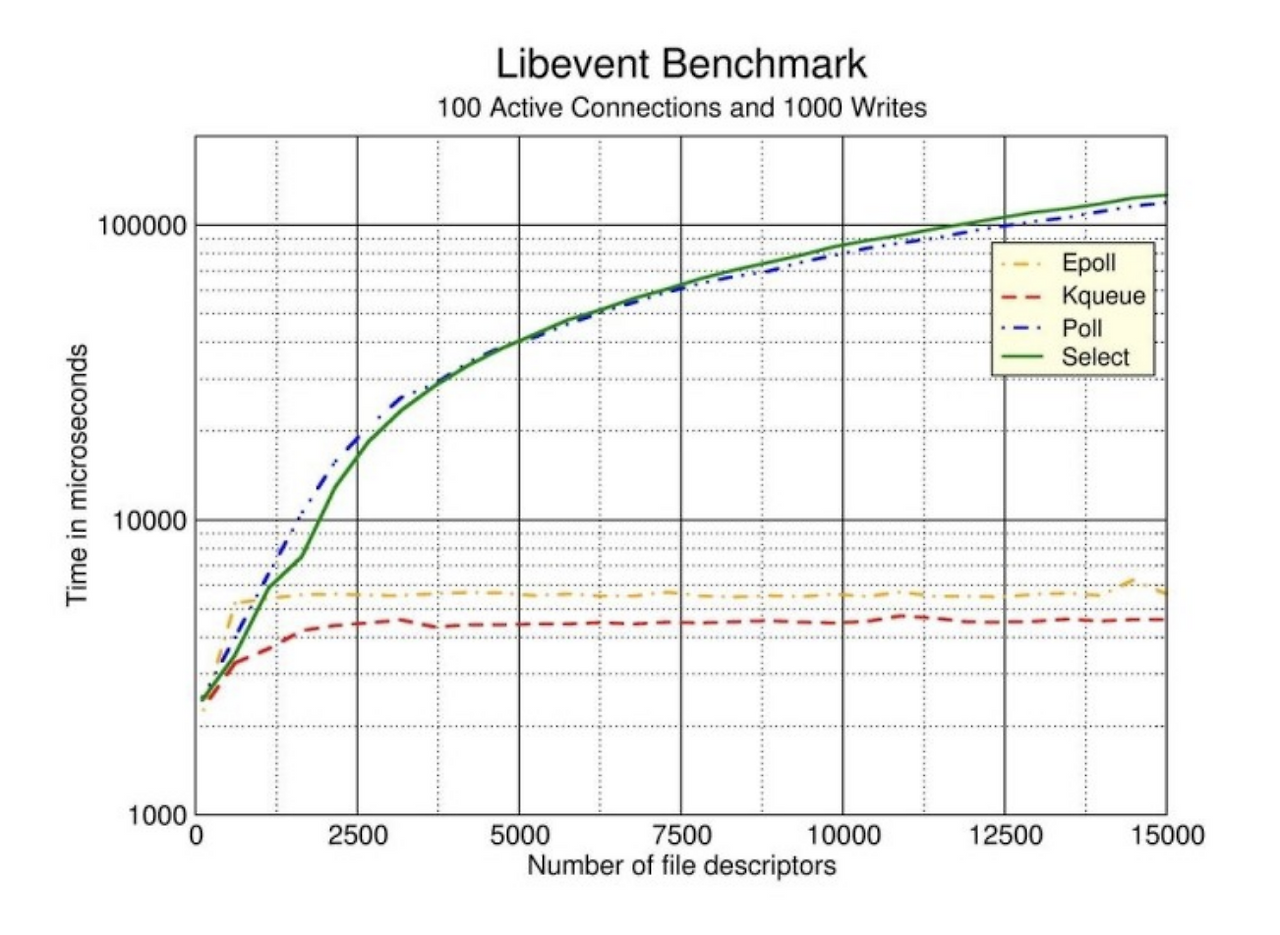 Libevent Benchmark
100 Active Connections and 1000 Writes
100000
10000
1000
Time in microseconds
Epoll
Kqueue
Poll
Select
0 2500 5000 7500 10000 12500 15000
Number of file descriptors